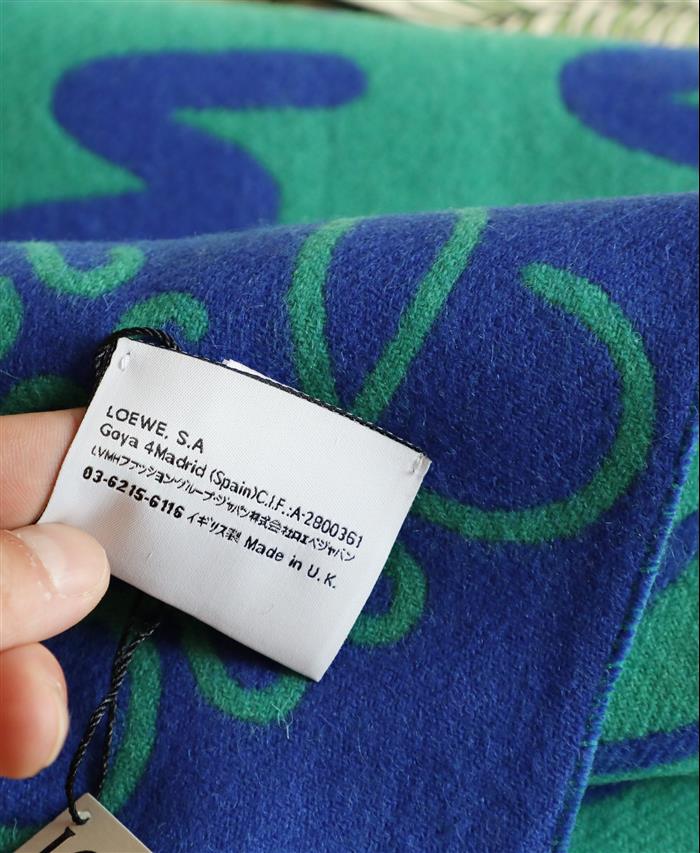 LOEWE, S.A
Goya 4Madrid (Spain)C.I.F.:A-2800361
LVMHファッション・グループ・ジャパン株式会社ロエベジャパン
03-6215-6116 イギリス製 Made in U.K.